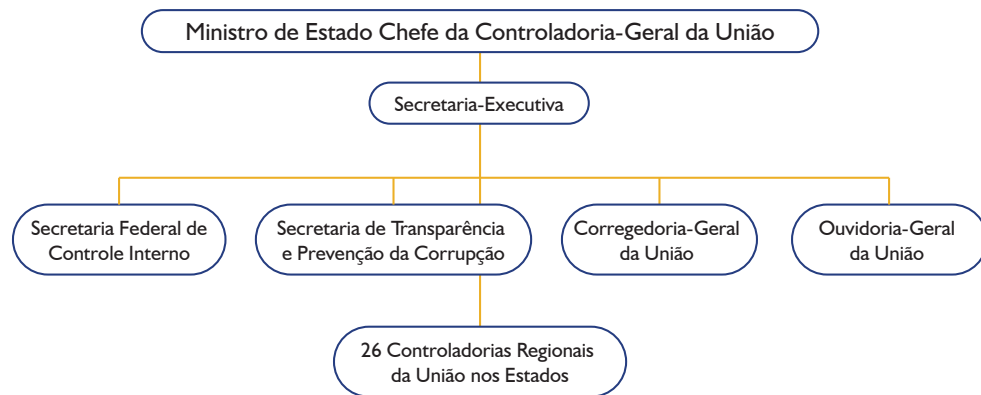 Ministro de Estado Chefe da Controladoria-Geral da União
Secretaria-Executiva
Secretaria Federal de
Controle Interno
Secretaria de Transparência
e Prevenção da Corrupção
Corregedoria-Geral
da União
Ouvidoria-Geral
da União
26 Controladorias Regionais
da União nos Estados